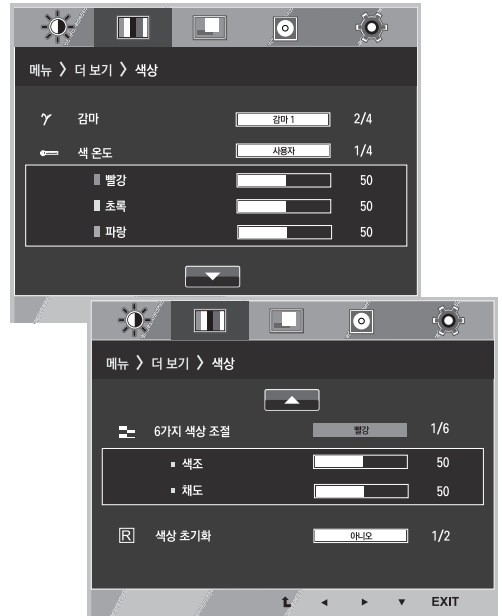 메뉴 〉 더 보기 〉 색상
감마 감마 1 2/4
색 온도 사용자 1/4
빨강 50
초록 50
파랑 50
메뉴 〉 더 보기 〉 색상
6가지 색상 조절 빨강 1/6
색조 50
채도 50
R 색상 초기화 아니오 1/2
EXIT